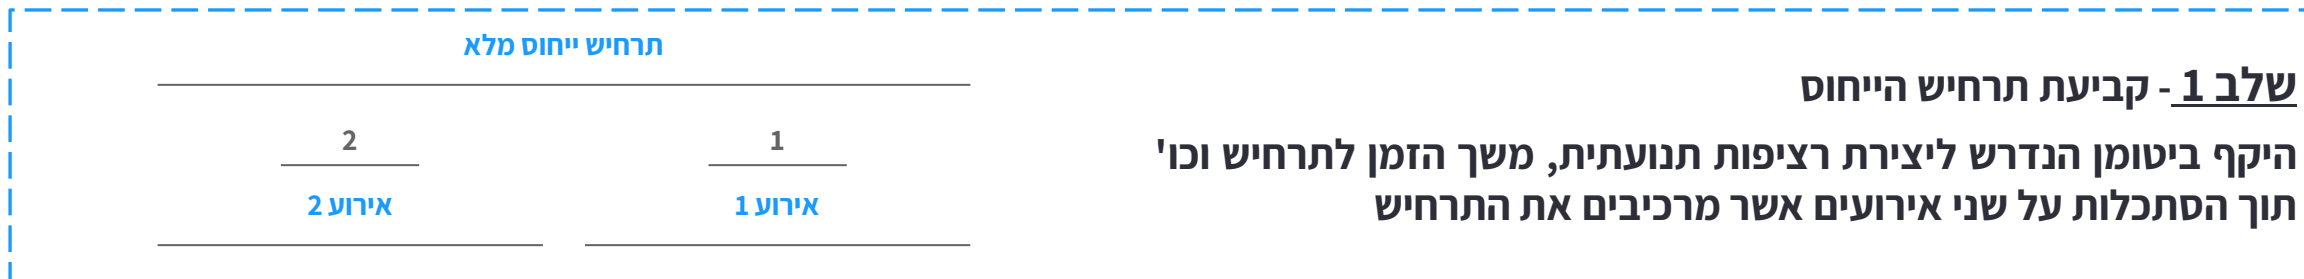 שלב 1 - קביעת תרחיש הייחוס
היקף ביטומן הנדרש ליצירת רציפות תנועתית, משך הזמן לתרחיש וכו'
תוך הסתכלות על שני אירועים אשר מרכיבים את התרחיש
תרחיש ייחוס מלא
1
2
אירוע 1
אירוע 2